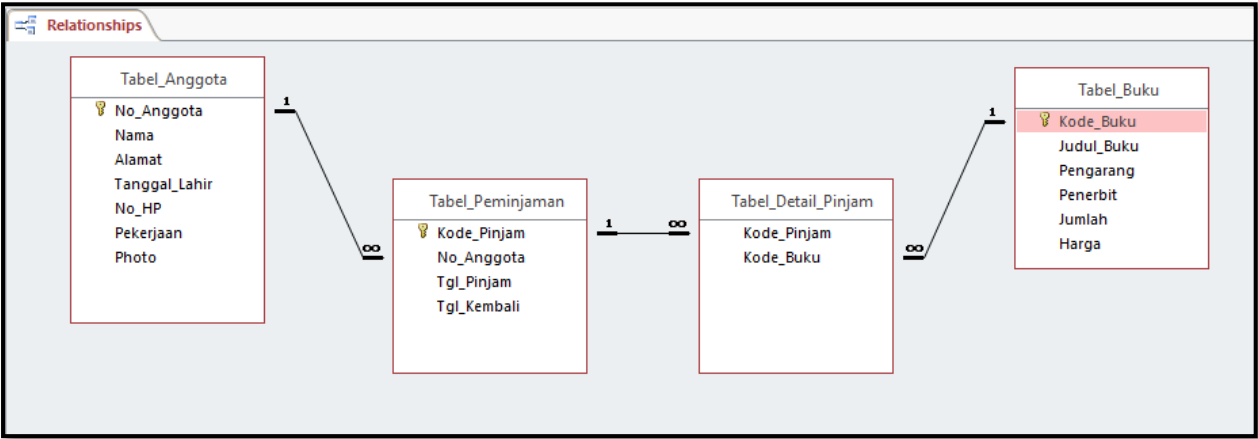 Relationships
Tabel_Anggota
No_Anggota
Nama
Alamat
Tanggal_Lahir
No_HP
Pekerjaan
Photo
1
∞
Tabel_Peminjaman
Kode_Pinjam
No_Anggota
Tgl_Pinjam
Tgl_Kembali
1
∞
Tabel_Detail_Pinjam
Kode_Pinjam
Kode_Buku
∞
1
Tabel_Buku
Kode_Buku
Judul_Buku
Pengarang
Penerbit
Jumlah
Harga